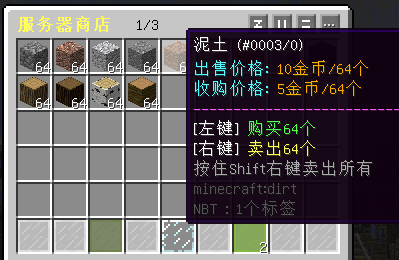 服务器商店 1/3
泥土 (#0003/0)
出售价格: 10金币/64个
收购价格: 5金币/64个
[左键] 购买64个
[右键] 卖出64个
按住Shift右键卖出所有
minecraft:dirt
NBT: 1个标签
64 64 64 64 64
64 64 64 64
2